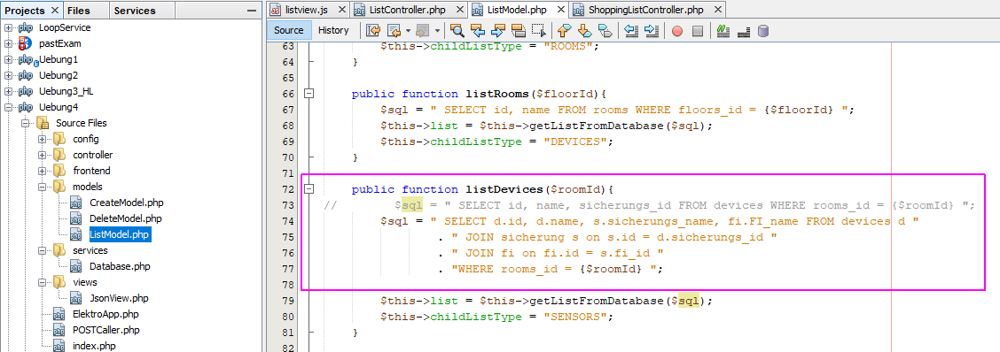 Projects × Files Services
LoopService
pastExam
Uebung1
Uebung2
Uebung3_HL
Uebung4
Source Files
config
controller
frontend
models
CreateModel.php
DeleteModel.php
ListModel.php
services
Database.php
views
JsonView.php
ElektroApp.php
POSTCaller.php
index.php
listview.js ListController.php ListModel.php ShoppingListController.php
Source History
63 $this->childListType = "ROOMS";
64 }
65
66 public function listRooms($floorId){
67 $sql = " SELECT id, name FROM rooms WHERE floors_id = {$floorId} ";
68 $this->list = $this->getListFromDatabase($sql);
69 $this->childListType = "DEVICES";
70 }
71
72 public function listDevices($roomId){
73 // $sql = " SELECT id, name, sicherungs_id FROM devices WHERE rooms_id = {$roomId} ";
74 $sql = " SELECT d.id, d.name, s.sicherungs_name, fi.FI_name FROM devices d "
75 . " JOIN sicherung s on s.id = d.sicherungs_id "
76 . " JOIN fi on fi.id = s.fi_id "
77 . "WHERE rooms_id = {$roomId} ";
78
79 $this->list = $this->getListFromDatabase($sql);
80 $this->childListType = "SENSORS";
81 }
82